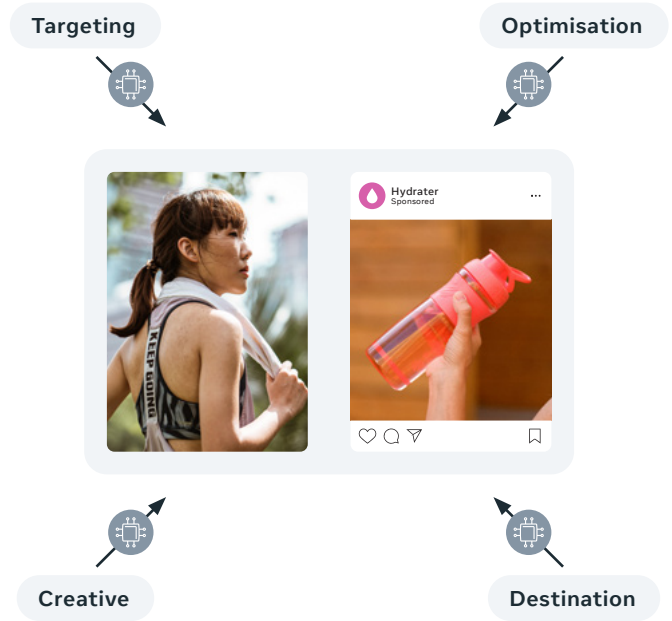 Targeting
Optimisation
Hydrater
Sponsored
KEEP GOING
Creative
Destination